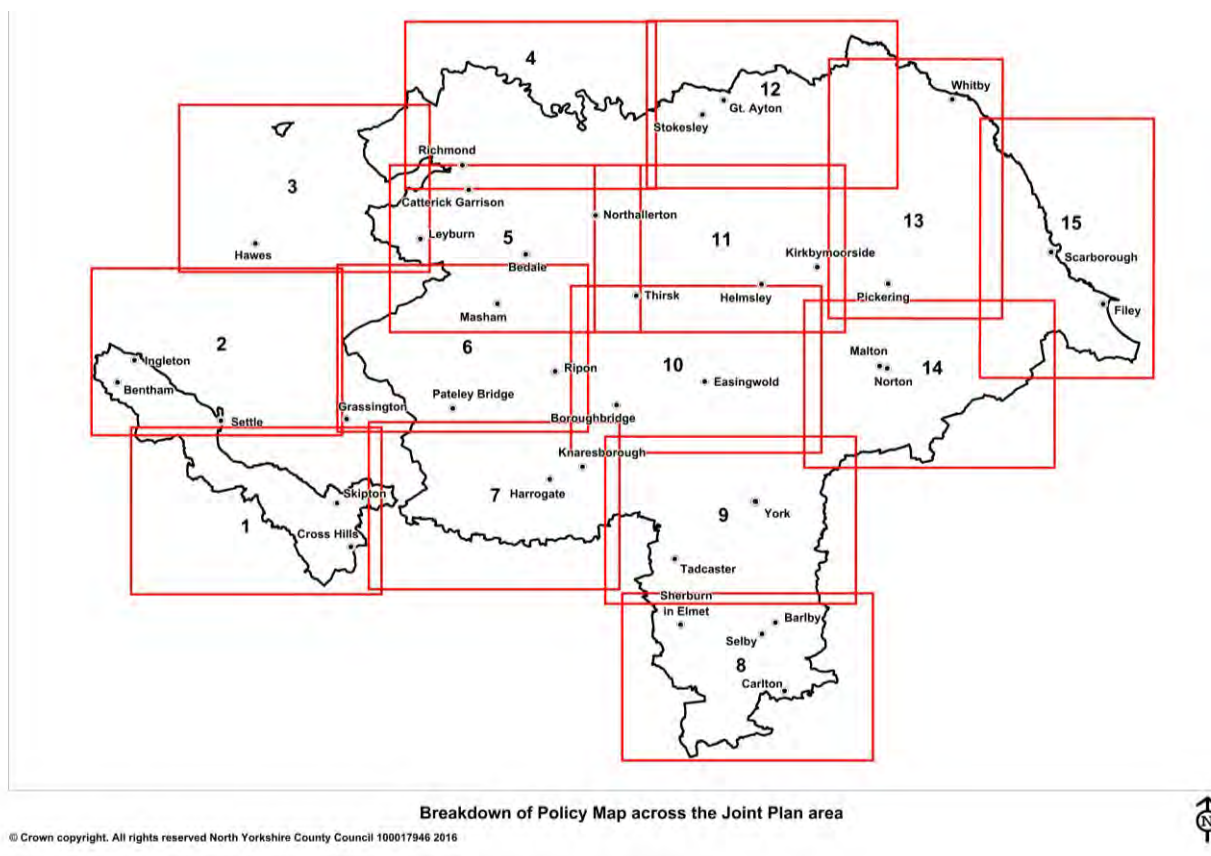 4
12
Whitby
Gt. Ayton
Stokesley
Richmond
3
Catterick Garrison
Northallerton
13
15
Leyburn
5
11
Hawes
Bedale
Kirkbymoorside
Scarborough
Masham
Thirsk
Helmsley
Pickering
Filey
2
6
Malton
Ingleton
Ripon
10
14
Bentham
Easingwold
Norton
Pateley Bridge
Grassington
Settle
Boroughbridge
Knaresborough
Skipton
7
Harrogate
1
9
York
Cross Hills
Tadcaster
Sherburn
in Elmet
Barlby
Selby
8
Carlton
Breakdown of Policy Map across the Joint Plan area
N
© Crown copyright. All rights reserved North Yorkshire County Council 100017946 2016